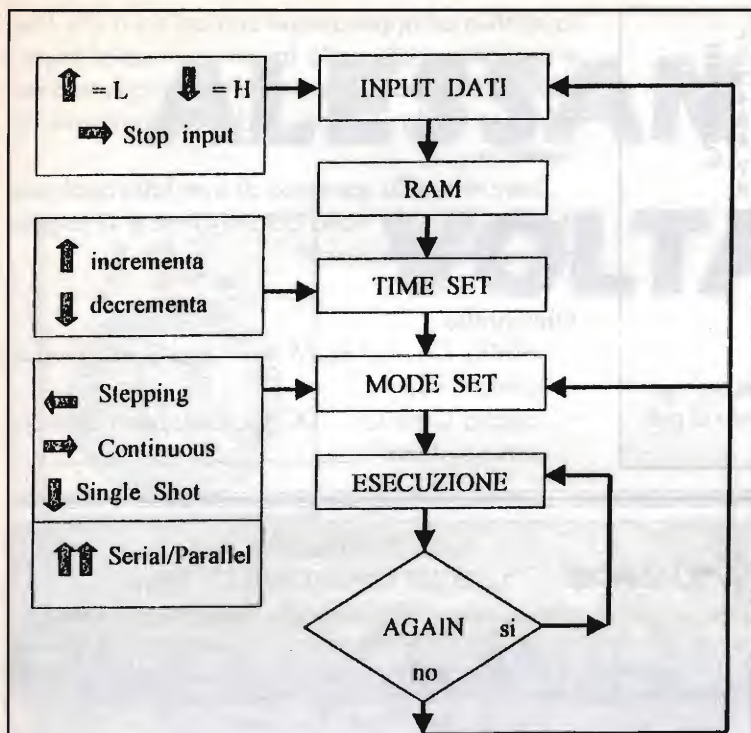 ⇧ = L ⇩ = H
⇨ Stop input
INPUT DATI
RAM
⇧ incrementa
⇩ decrementa
TIME SET
⇦ Stepping
⇨ Continuous
⇩ Single Shot
⇧⇧ Serial/Parallel
MODE SET
ESECUZIONE
AGAIN si
no